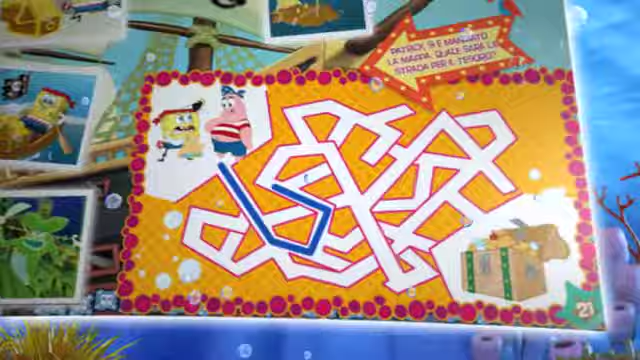 PATRICK SI È MANGIATO
LA MAPPA. QUALE SARÀ LA
STRADA PER IL TESORO?
21